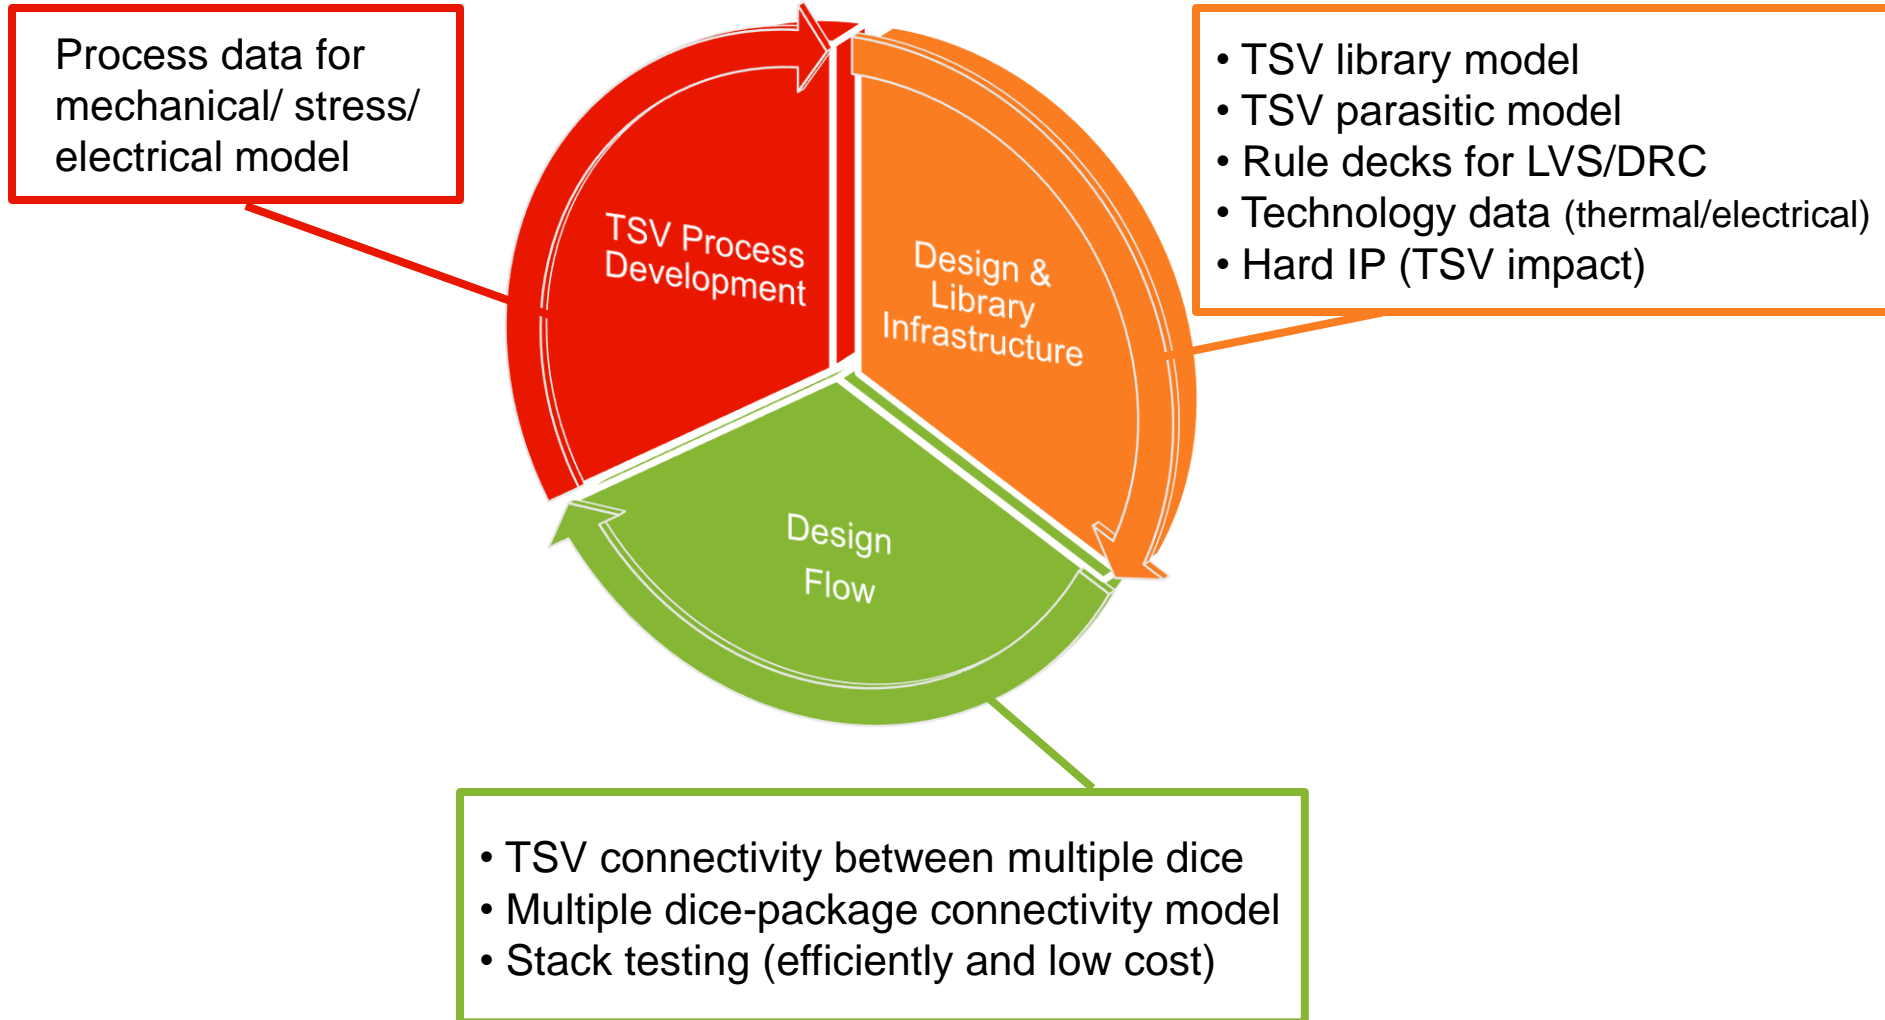 Process data for
mechanical/ stress/
electrical model
• TSV library model
• TSV parasitic model
• Rule decks for LVS/DRC
• Technology data (thermal/electrical)
• Hard IP (TSV impact)
TSV Process
Development
Design &
Library
Infrastructure
Design
Flow
• TSV connectivity between multiple dice
• Multiple dice-package connectivity model
• Stack testing (efficiently and low cost)